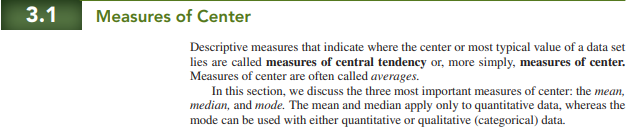 3.1 Measures of Center
Descriptive measures that indicate where the center or most typical value of a data set
lies are called measures of central tendency or, more simply, measures of center.
Measures of center are often called averages.
In this section, we discuss the three most important measures of center: the mean,
median, and mode. The mean and median apply only to quantitative data, whereas the
mode can be used with either quantitative or qualitative (categorical) data.